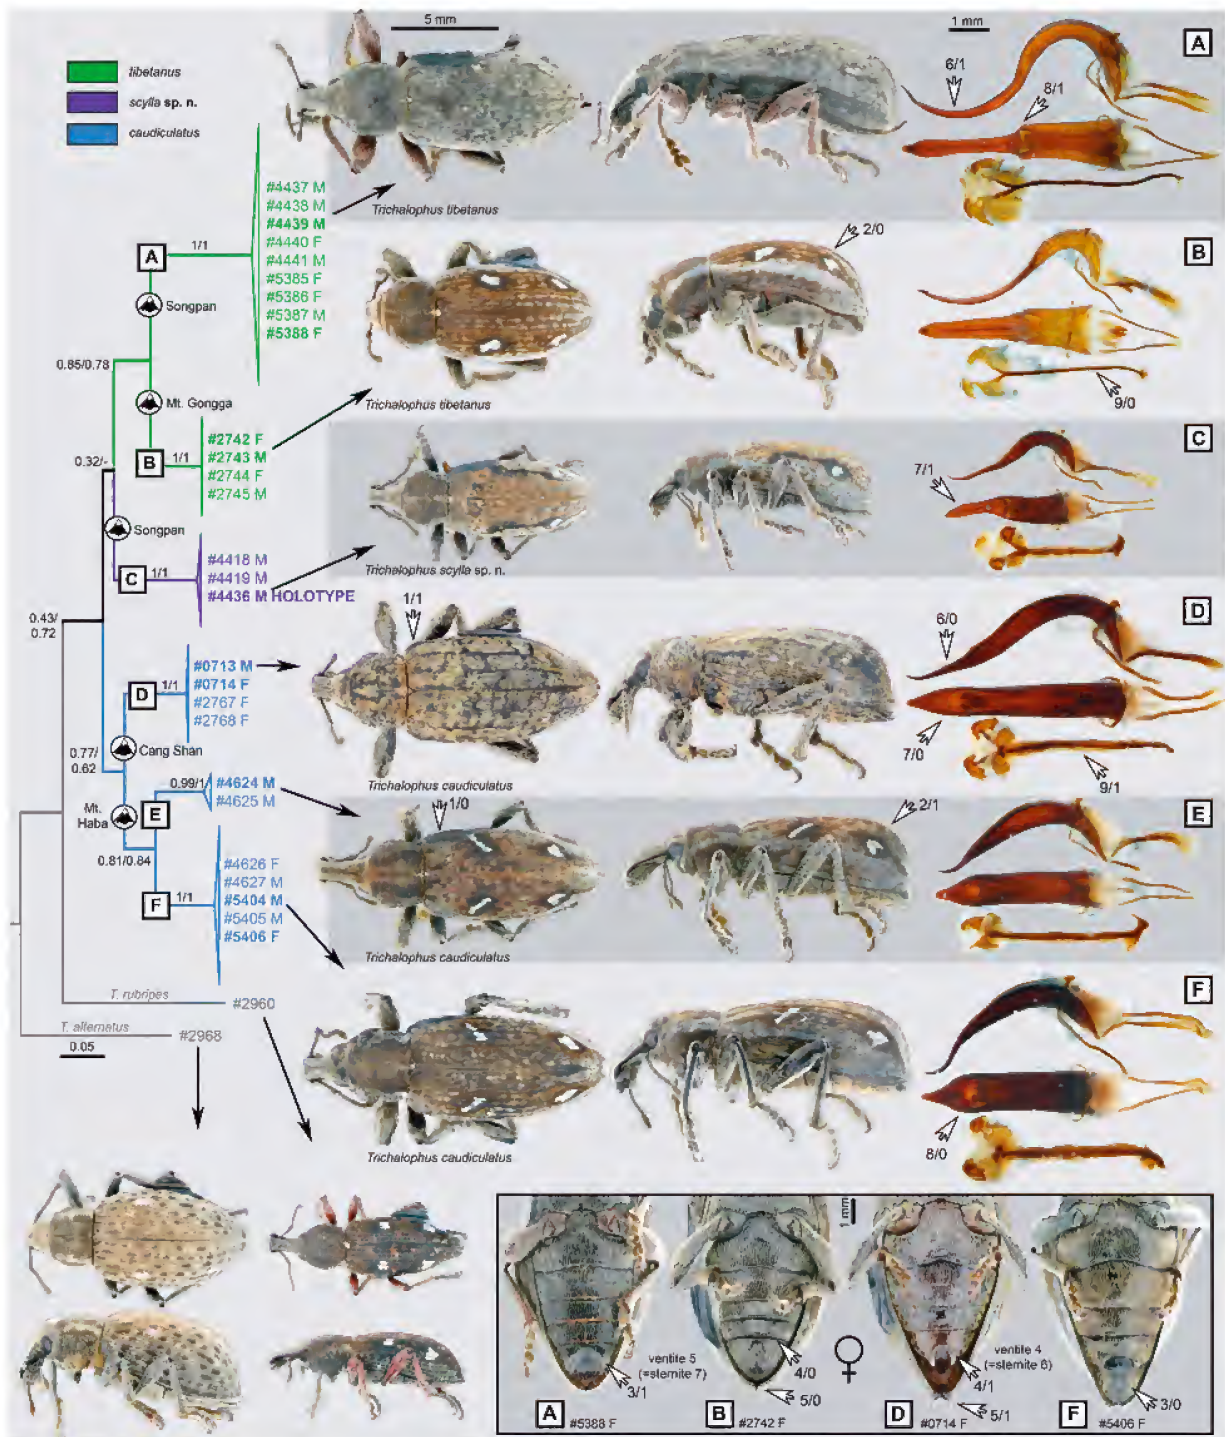 5 mm
1 mm
A
tibetanus
scylla sp. n.
caudiculatus
6/1
8/1
#4437 M
#4438 M
#4439 M
#4440 F
#4441 M
#5385 F
#5386 F
#5387 M
#5388 F
Trichalophus tibetanus
A
1/1
Songpan
2/0
B
0.85/0.78
Mt. Gongga
Trichalophus tibetanus
9/0
#2742 F
#2743 M
#2744 F
#2745 M
B
1/1
0.32/-
C
7/1
Songpan
#4418 M
#4419 M
#4436 M HOLOTYPE
C
1/1
Trichalophus scylla sp. n.
0.43/
0.72
1/1
6/0
D
#0713 M
#0714 F
#2767 F
#2768 F
D
1/1
7/0
Cang Shan
0.77/
0.62
9/1
Trichalophus caudiculatus
0.99/1
#4624 M
#4625 M
1/0
2/1
E
Mt.
Haba
E
0.81/0.84
#4626 F
#4627 M
#5404 M
#5405 M
#5406 F
F
1/1
Trichalophus caudiculatus
F
T. rubripes
#2960
T. alternatus
#2968
0.05
8/0
Trichalophus caudiculatus
1 mm
ventite 5
(=sternite 7)
3/1
4/0
5/0
ventite 4
(=sternite 6)
4/1
5/1
3/0
A #5388 F
B #2742 F
♀
D #0714 F
F #5406 F